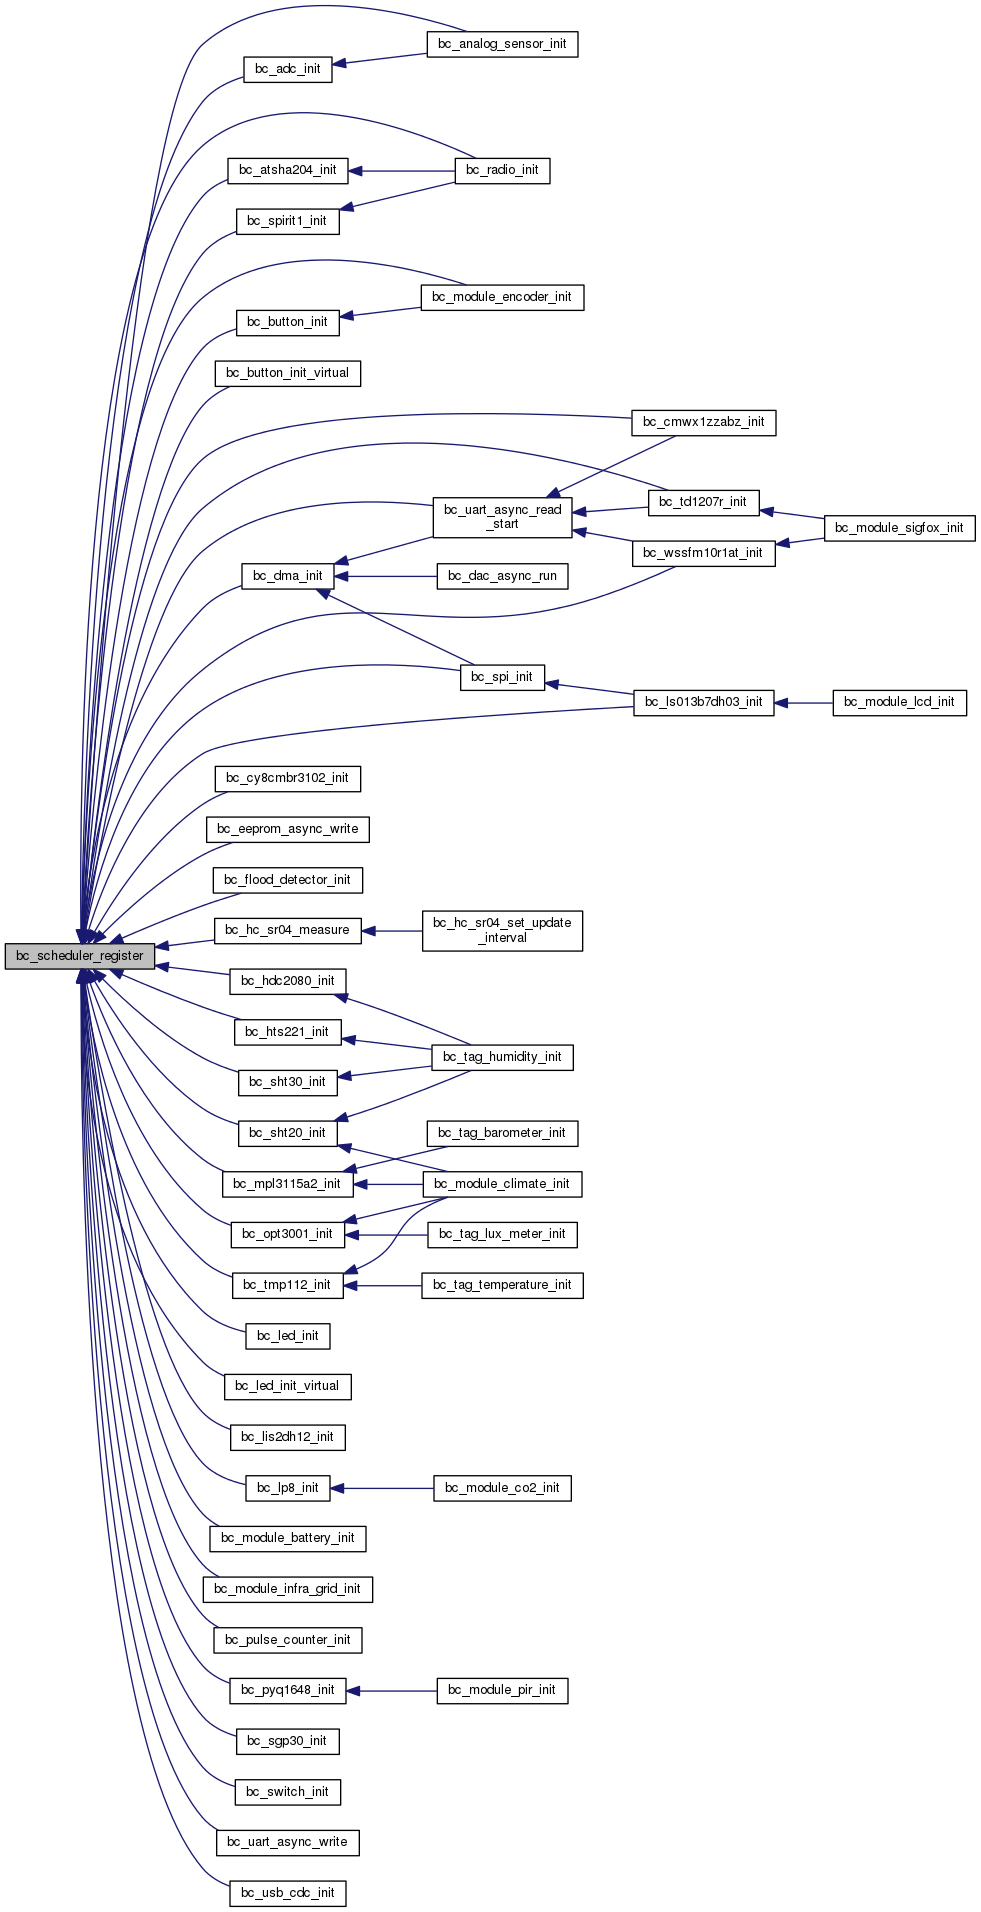 bc_analog_sensor_init
bc_adc_init
bc_atsha204_init
bc_radio_init
bc_spirit1_init
bc_module_encoder_init
bc_button_init
bc_button_init_virtual
bc_cmwx1zzabz_init
bc_uart_async_read
_start
bc_td1207r_init
bc_module_sigfox_init
bc_wssfm10r1at_init
bc_dma_init
bc_dac_async_run
bc_spi_init
bc_ls013b7dh03_init
bc_module_lcd_init
bc_cy8cmbr3102_init
bc_eeprom_async_write
bc_flood_detector_init
bc_hc_sr04_measure
bc_hc_sr04_set_update
_interval
bc_scheduler_register
bc_hdc2080_init
bc_hts221_init
bc_tag_humidity_init
bc_sht30_init
bc_sht20_init
bc_tag_barometer_init
bc_mpl3115a2_init
bc_module_climate_init
bc_opt3001_init
bc_tag_lux_meter_init
bc_tmp112_init
bc_tag_temperature_init
bc_led_init
bc_led_init_virtual
bc_lis2dh12_init
bc_lp8_init
bc_module_co2_init
bc_module_battery_init
bc_module_infra_grid_init
bc_pulse_counter_init
bc_pyq1648_init
bc_module_pir_init
bc_sgp30_init
bc_switch_init
bc_uart_async_write
bc_usb_cdc_init